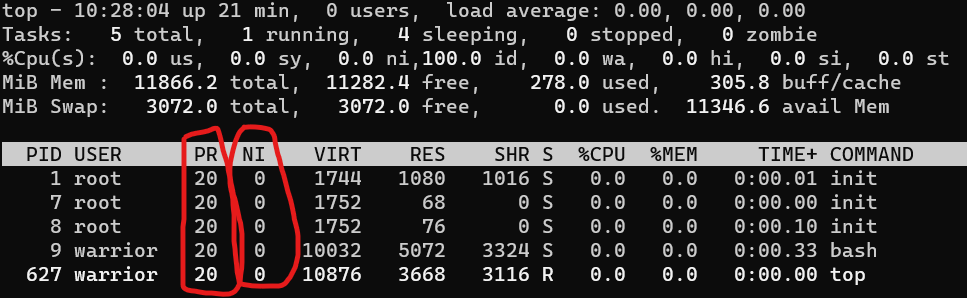 top - 10:28:04 up 21 min,  0 users,  load average: 0.00, 0.00, 0.00
Tasks:   5 total,   1 running,   4 sleeping,   0 stopped,   0 zombie
%Cpu(s):  0.0 us,  0.0 sy,  0.0 ni,100.0 id,  0.0 wa,  0.0 hi,  0.0 si,  0.0 st
MiB Mem :  11866.2 total,  11282.4 free,    278.0 used,    305.8 buff/cache
MiB Swap:   3072.0 total,   3072.0 free,      0.0 used.  11346.6 avail Mem
PID USER      PR  NI    VIRT    RES    SHR S  %CPU  %MEM     TIME+ COMMAND
1 root      20   0    1744   1080   1016 S   0.0   0.0   0:00.01 init
7 root      20   0    1752     68      0 S   0.0   0.0   0:00.00 init
8 root      20   0    1752     76      0 S   0.0   0.0   0:00.10 init
9 warrior   20   0   10032   5072   3324 S   0.0   0.0   0:00.33 bash
627 warrior   20   0   10876   3668   3116 R   0.0   0.0   0:00.00 top